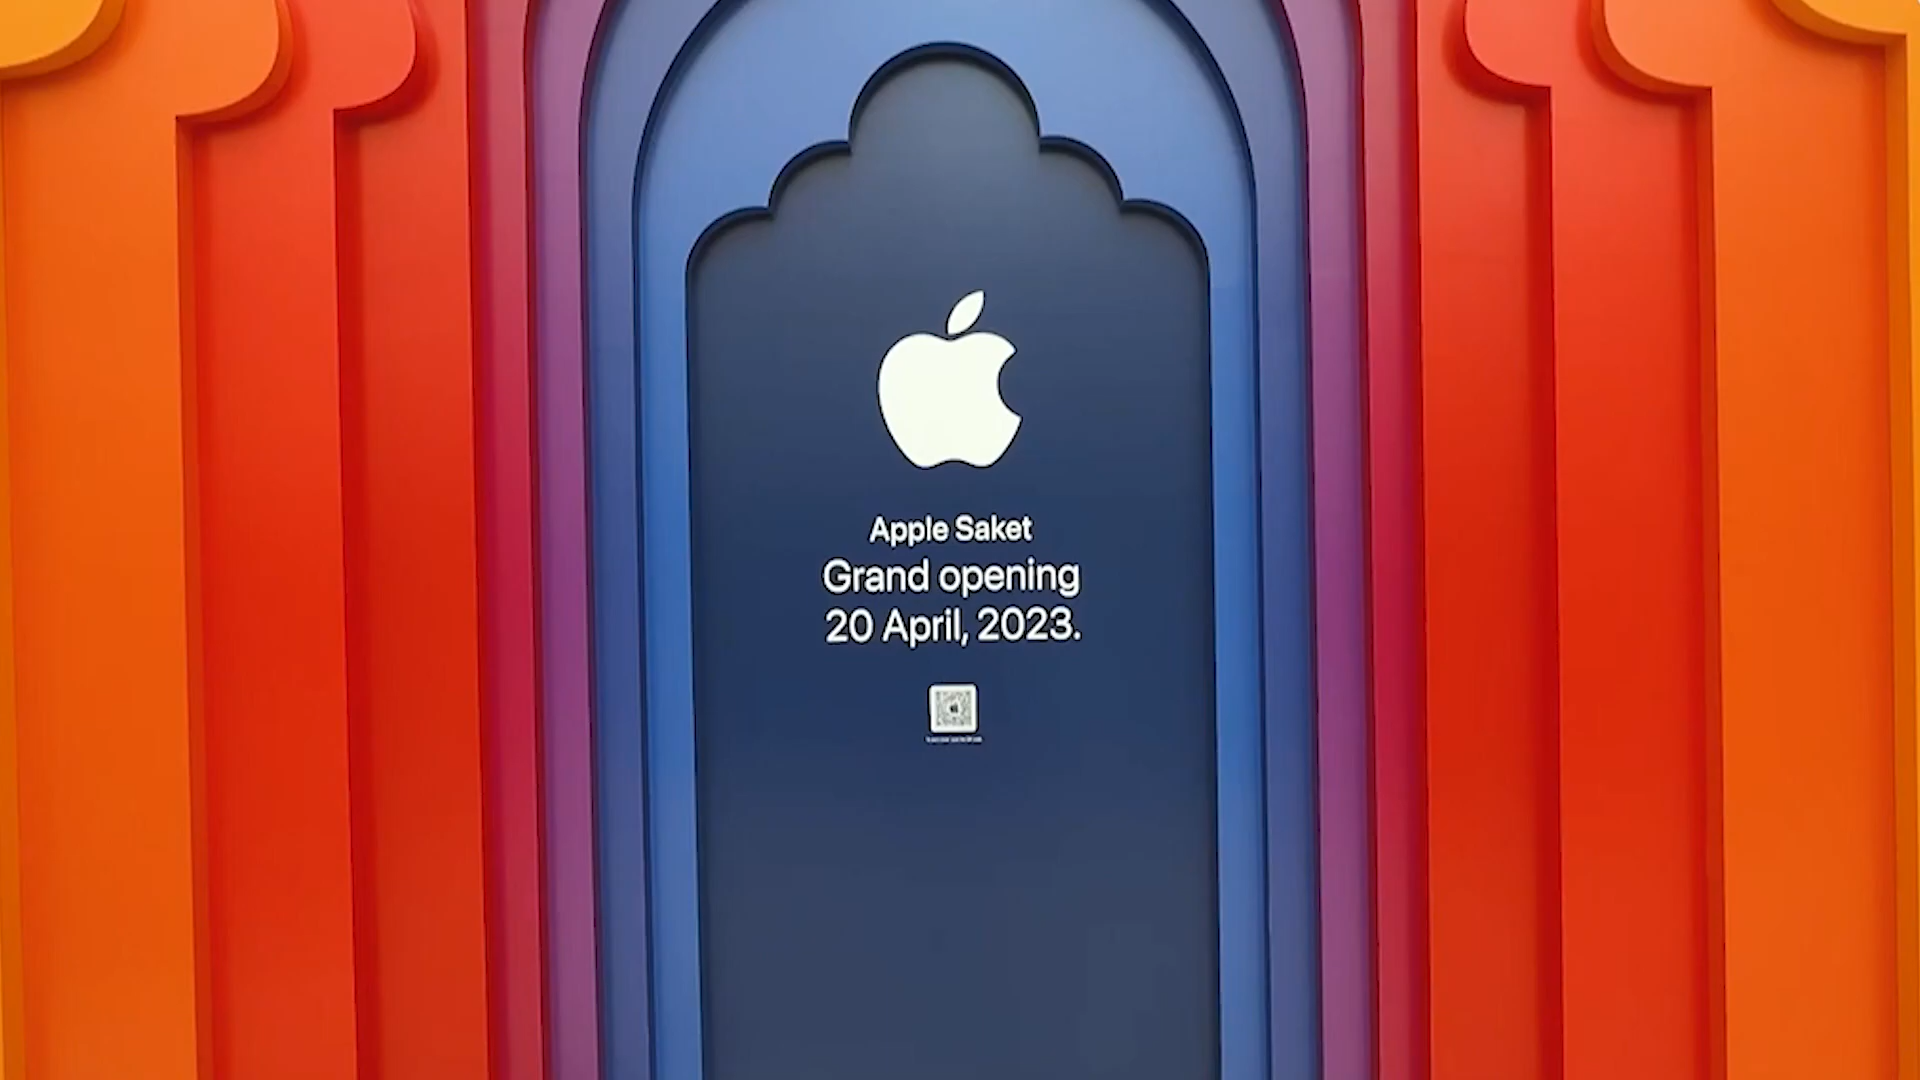 Apple Saket
Grand opening
20 April, 2023.